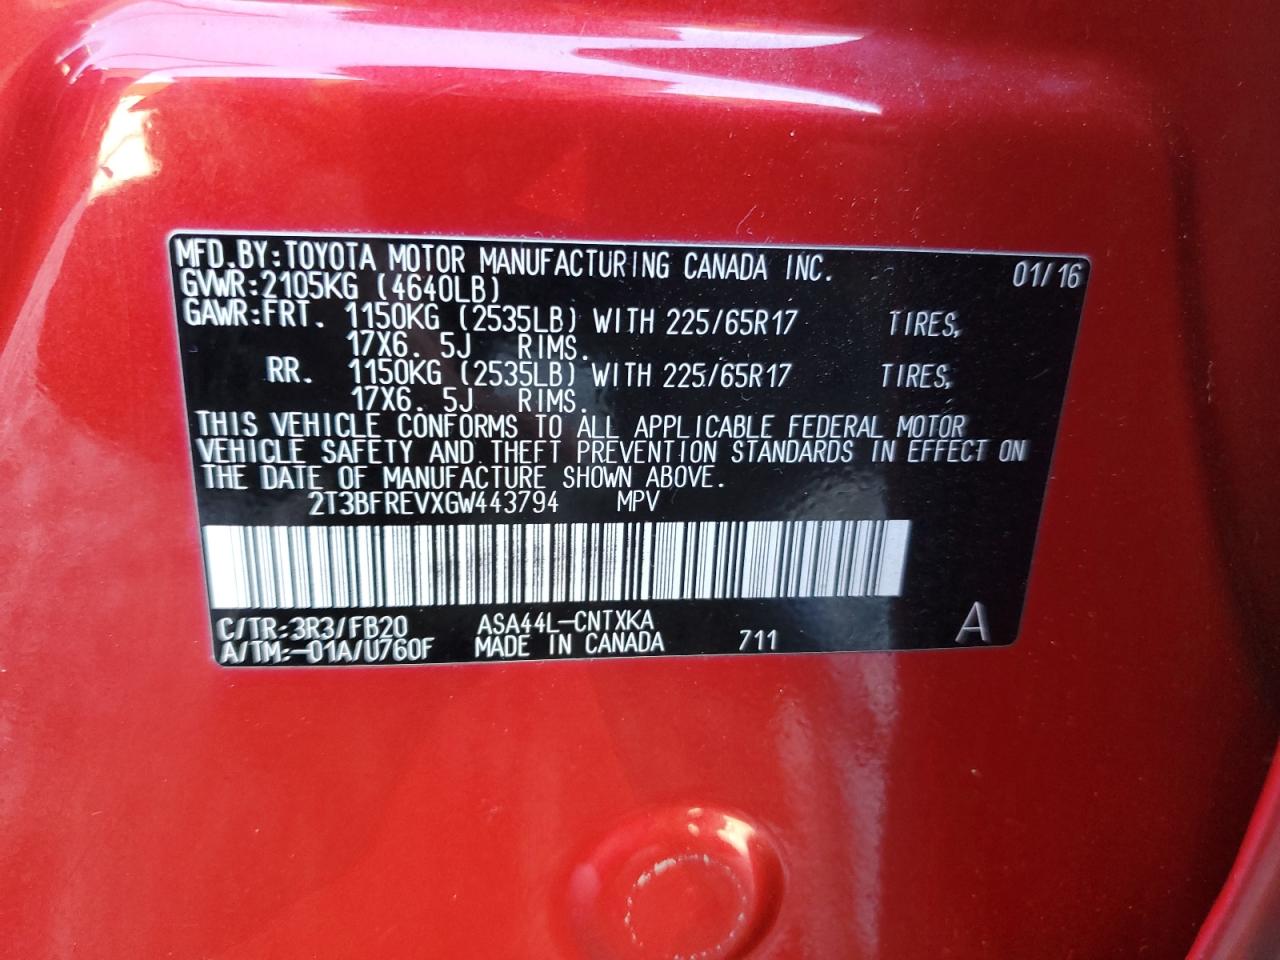 MFD.BY:TOYOTA MOTOR MANUFACTURING CANADA INC. 01/16
GVWR:2105KG (4640LB)
GAWR:FRT. 1150KG (2535LB) WITH 225/65R17 TIRES,
17X6. 5J RIMS.
RR. 1150KG (2535LB) WITH 225/65R17 TIRES,
17X6. 5J RIMS.
THIS VEHICLE CONFORMS TO ALL APPLICABLE FEDERAL MOTOR
VEHICLE SAFETY AND THEFT PREVENTION STANDARDS IN EFFECT ON
THE DATE OF MANUFACTURE SHOWN ABOVE.
2T3BFREVXGW443794 MPV
C/TR:3R3/FB20 ASA44L-CNTXKA
A/TM:-01A/U760F MADE IN CANADA 711 A